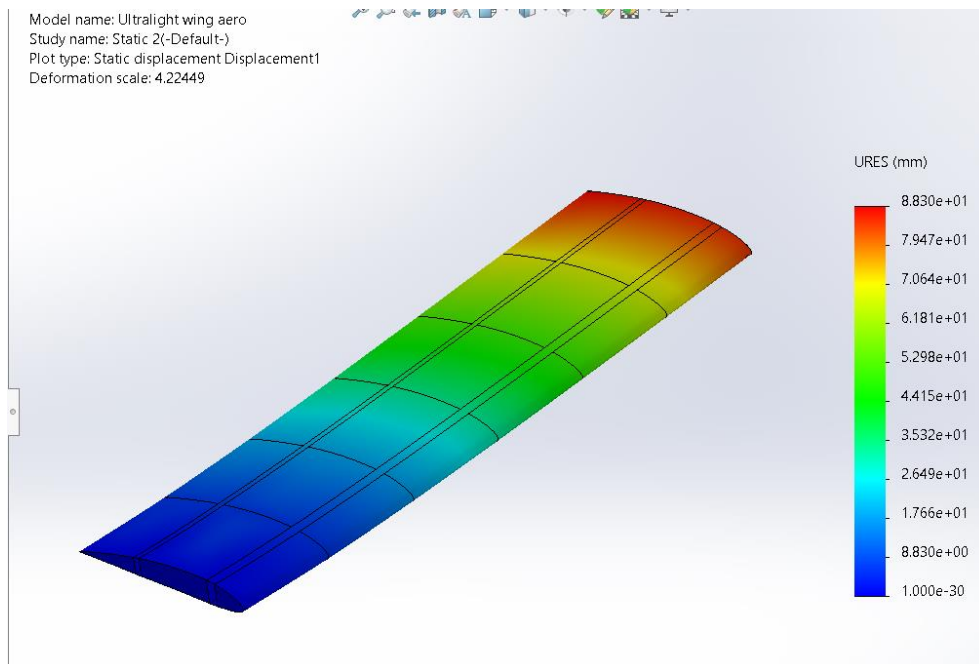 Model name: Ultralight wing aero
Study name: Static 2(-Default-)
Plot type: Static displacement Displacement1
Deformation scale: 4.22449
URES (mm)
8.830e+01
7.947e+01
7.064e+01
6.181e+01
5.298e+01
4.415e+01
3.532e+01
2.649e+01
1.766e+01
8.830e+00
1.000e-30